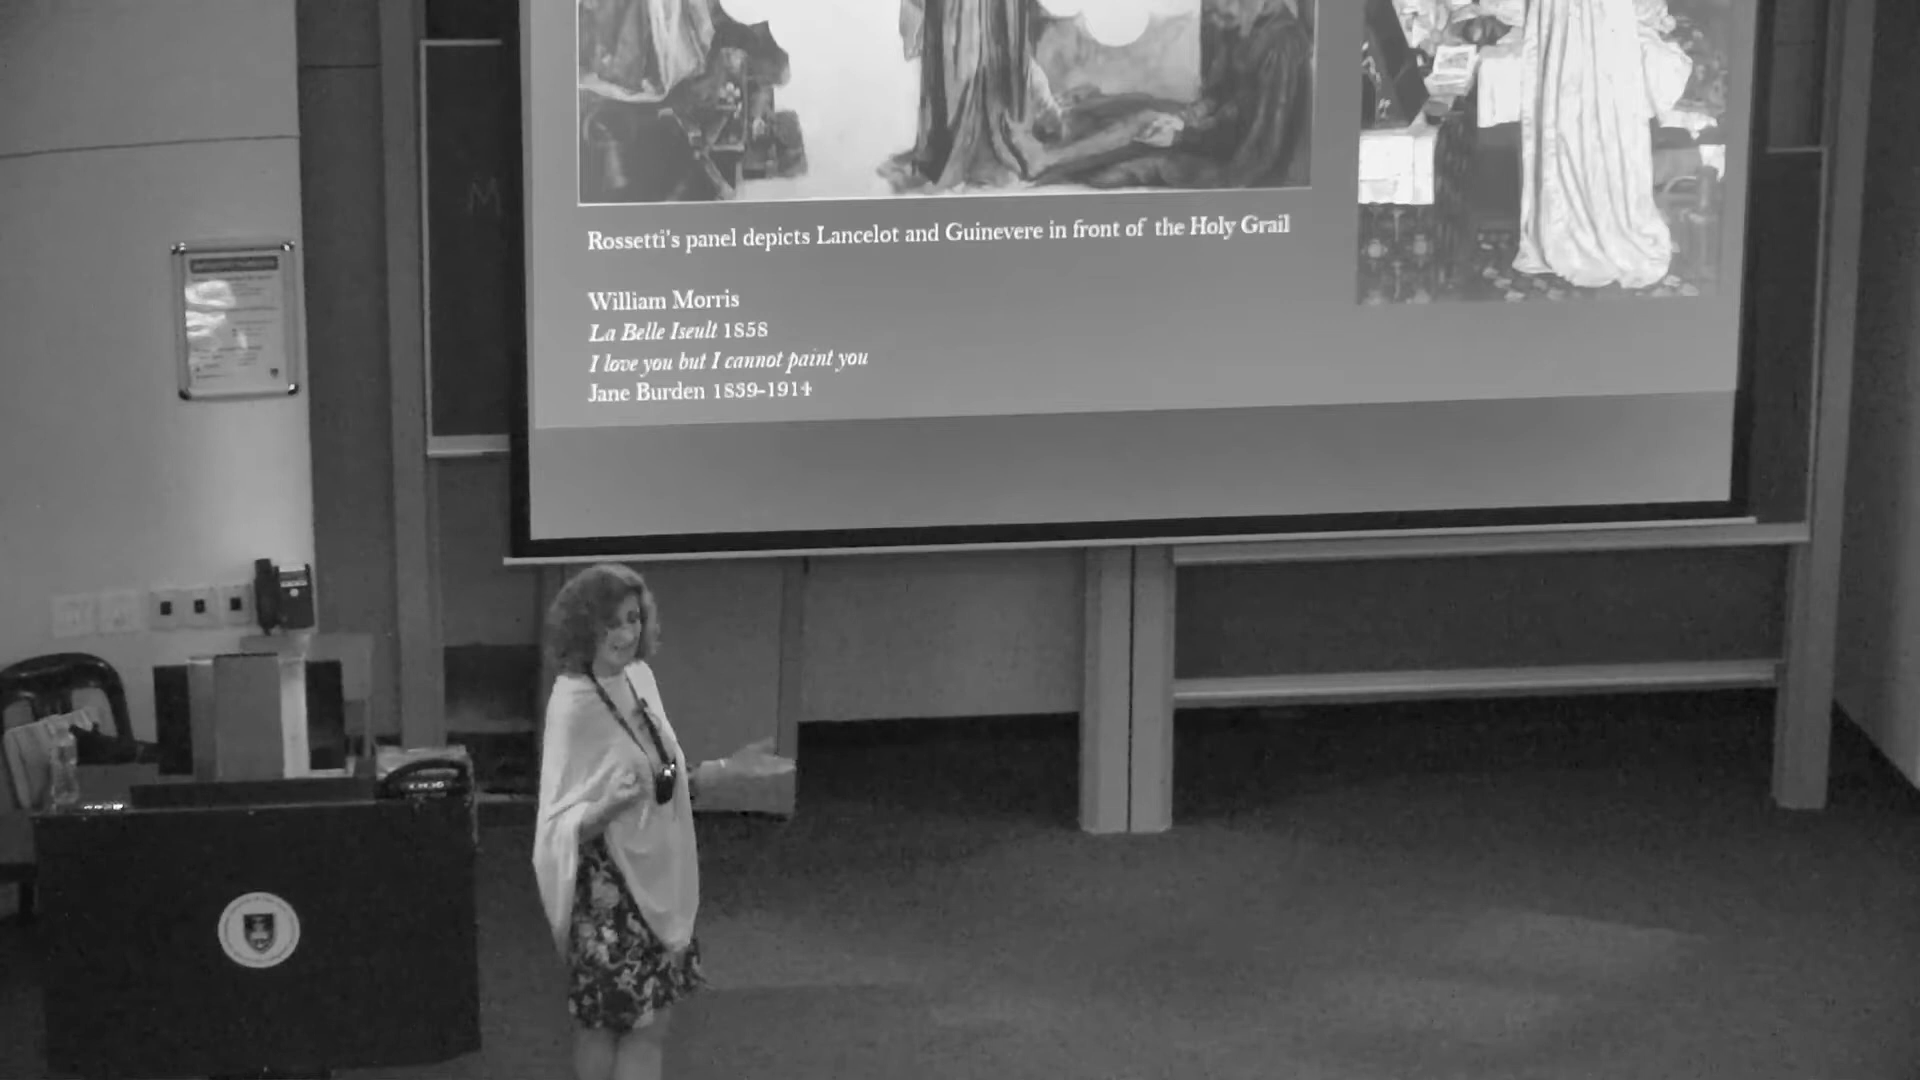 Rossetti's panel depicts Lancelot and Guinevere in front of the Holy Grail
William Morris
La Belle Iseult 1858
I love you but I cannot paint you
Jane Burden 1839-1914
M